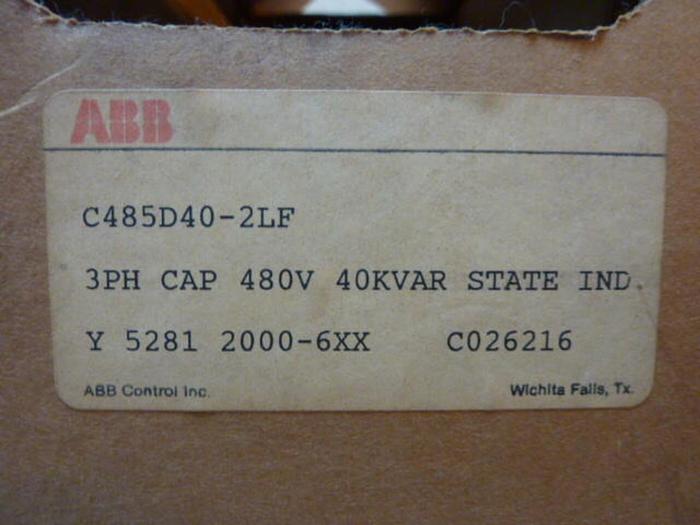 ABB
C485D40-2LF
3PH CAP 480V 40KVAR STATE IND.
Y 5281 2000-6XX C026216
ABB Control Inc. Wichita Falls, Tx.